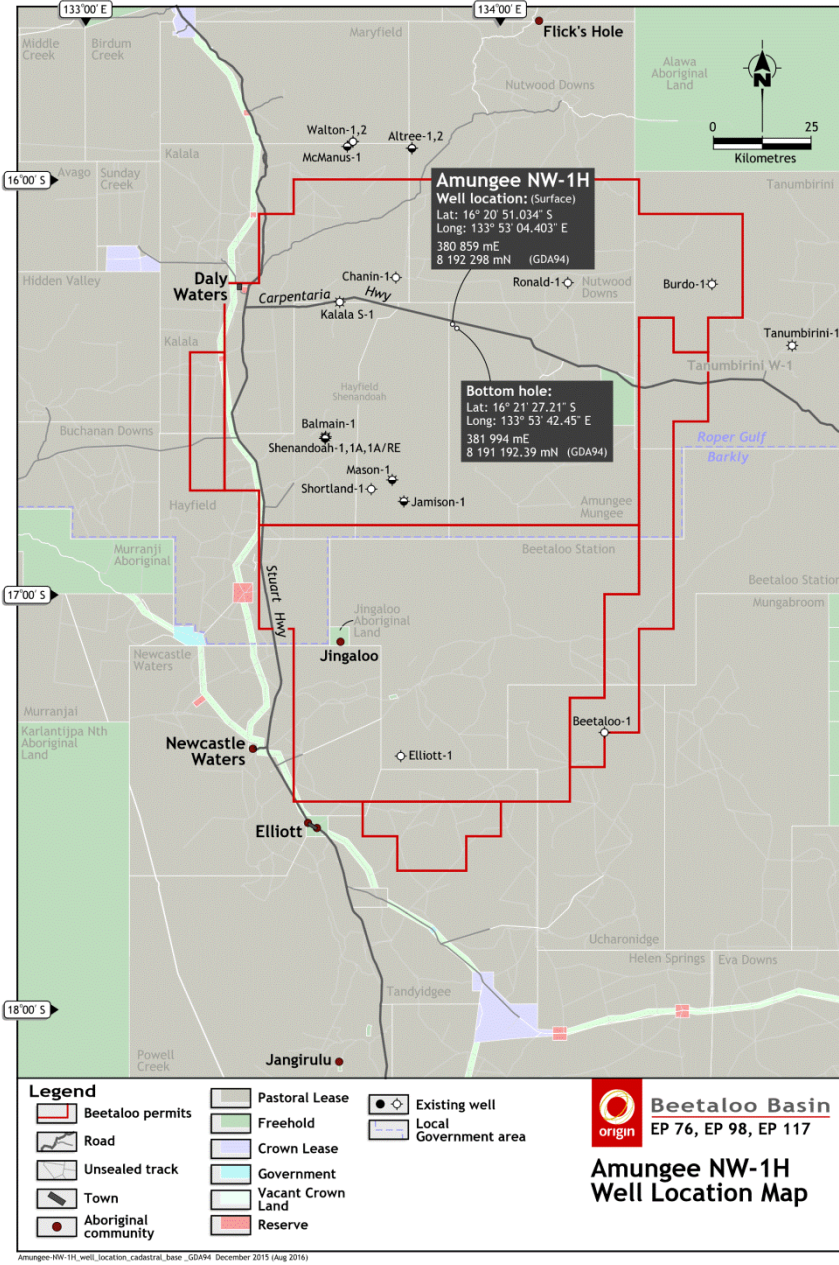 133°00' E
134°00' E
Flick's Hole
Middle
Creek
Birdum
Creek
Maryfield
Nutwood Downs
Alawa
Aboriginal
Land
N
0
25
Kilometres
Walton-1,2
Altree-1,2
McManus-1
Kalala
Avago
Sunday
Creek
16°00' S
Tanumbirini
Amungee NW-1H
Well location: (Surface)
Lat: 16° 20' 51.034" S
Long: 133° 53' 04.403" E
380 859 mE
8 192 298 mN (GDA94)
Hidden Valley
Daly
Waters
Chanin-1
Ronald-1
Nutwood
Downs
Burdo-1
Carpentaria Hwy
Kalala S-1
Tanumbirini-1
Kalala
Tanumbirini W-1
Hayfield
Shenandoah
Bottom hole:
Lat: 16° 21' 27.21" S
Long: 133° 53' 42.45" E
381 994 mE
8 191 192.39 mN (GDA94)
Buchanan Downs
Balmain-1
Shenandoah-1,1A,1A/RE
Roper Gulf
Barkly
Mason-1
Shortland-1
Jamison-1
Hayfield
Amungee
Mungee
Murranji
Aboriginal
Beetaloo Station
17°00' S
Stuart Hwy
Beetaloo Station
Mungabroom
Jingaloo
Aboriginal
Land
Jingaloo
Newcastle
Waters
Murranjai
Karlantijpa Nth
Aboriginal
Land
Beetaloo-1
Newcastle
Waters
Elliott-1
Elliott
Ucharonidge
Helen Springs
Eva Downs
Tandyidgee
18°00' S
Powell
Creek
Jangirulu
Legend
Beetaloo permits
Road
Unsealed track
Town
Aboriginal
community
Pastoral Lease
Freehold
Crown Lease
Government
Vacant Crown
Land
Reserve
Existing well
Local
Government area
origin
Beetaloo Basin
EP 76, EP 98, EP 117
Amungee NW-1H
Well Location Map
Amungee-NW-1H_well_location_cadastral_base _GDA94 December 2015 (Aug 2016)